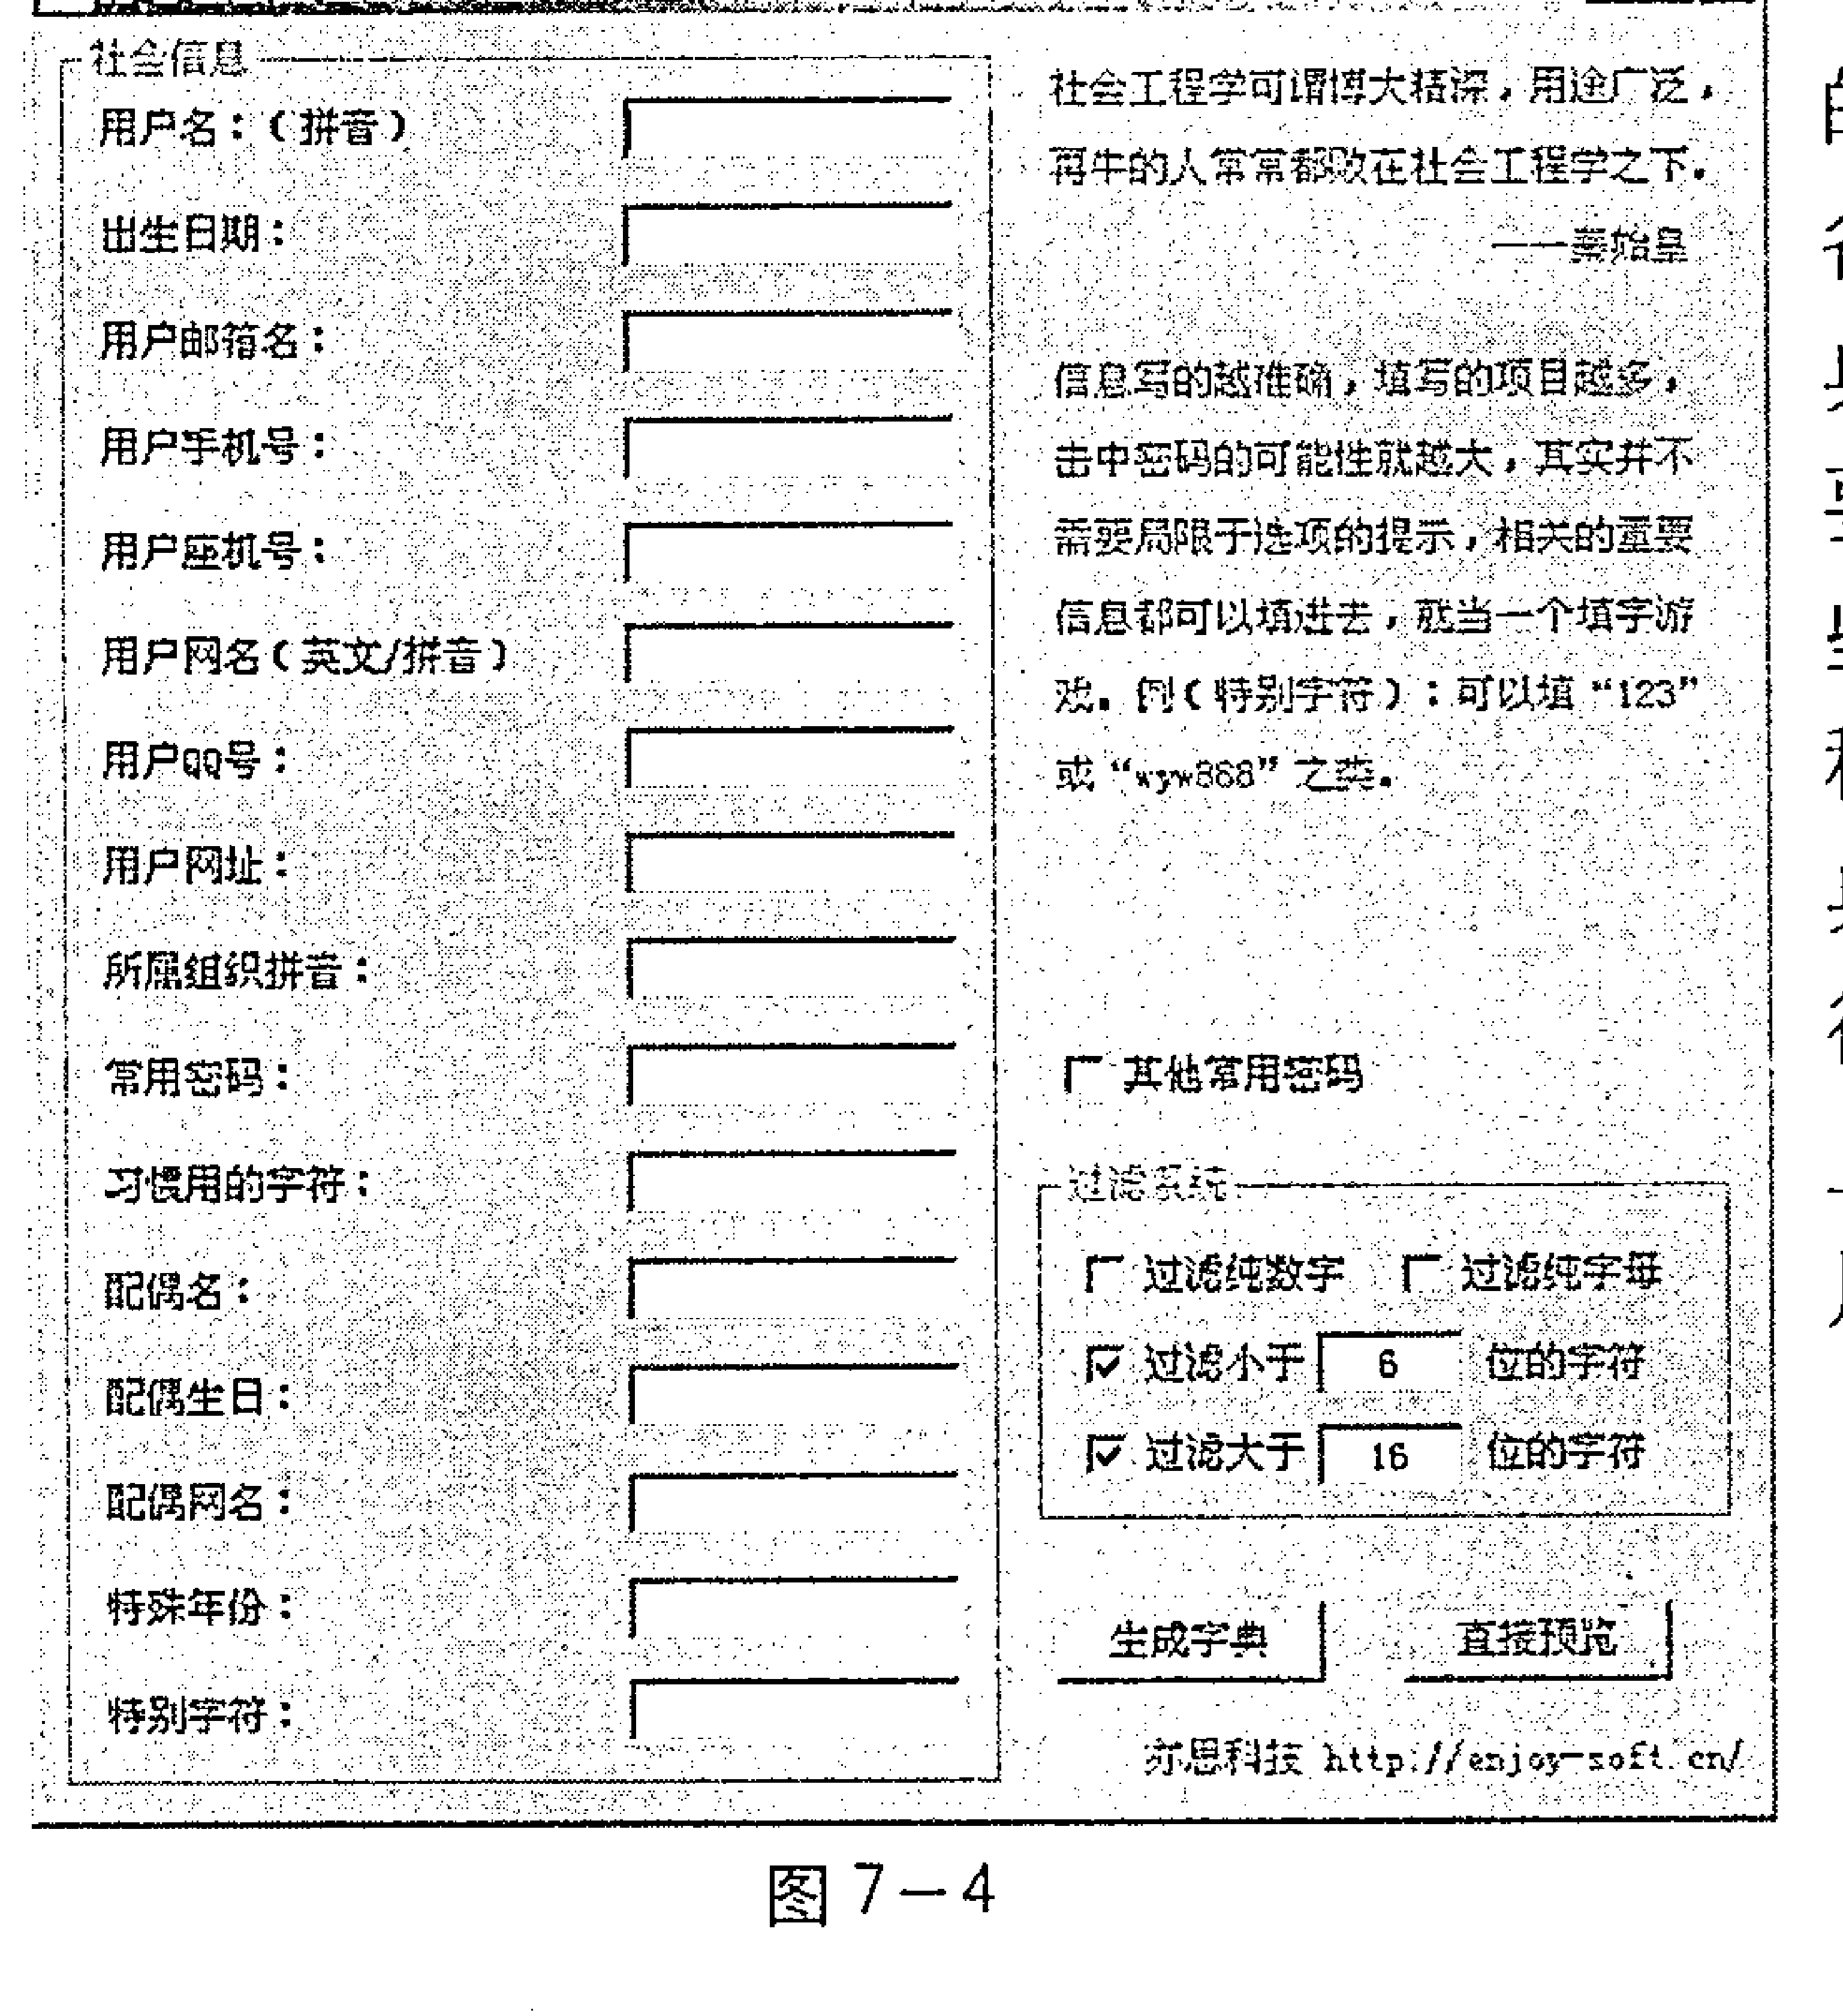 社会信息
用户名：（拼音）
出生日期：
用户邮箱名：
用户手机号：
用户座机号：
用户网名（英文/拼音）
用户QQ号：
用户网址：
所属组织拼音：
常用密码：
习惯用的字符：
配偶名：
配偶生日：
配偶网名：
特殊年份：
特别字符：
社会工程学可谓博大精深，用途广泛，
再牛的人常常都败在社会工程学之下。
——秦始皇
信息写的越准确，填写的项目越多，
击中密码的可能性就越大，其实并不
需要局限于选项的提示，相关的重要
信息都可以填进去，就当一个填字游
戏。例（特别字符）：可以填“123”
或“wyw868”之类。
其他常用密码
过滤系统
过滤纯数字 过滤纯字母
过滤小于 6 位的字符
过滤大于 16 位的字符
生成字典 直接预览
亦思科技 http://enjoy-soft.cn/
图 7－4